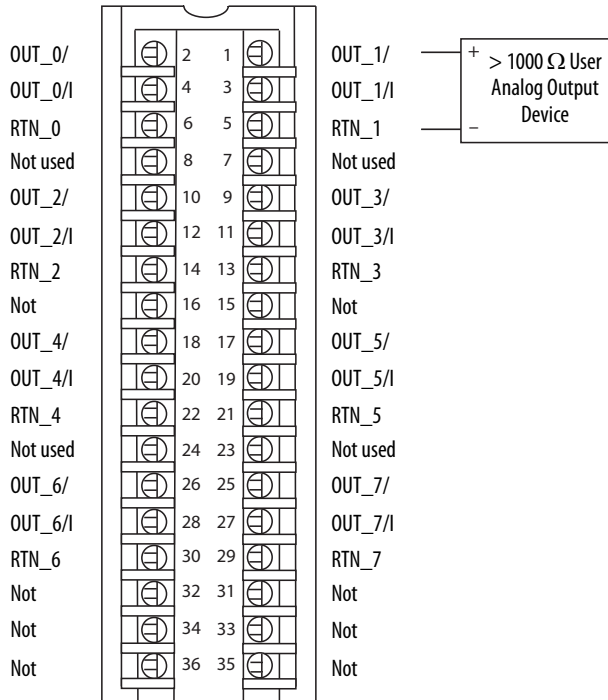 OUT_0/ 2 1 OUT_1/ + > 1000 Ω User
OUT_0/I 4 3 OUT_1/I Analog Output
RTN_0 6 5 RTN_1 – Device
Not used 8 7 Not used
OUT_2/ 10 9 OUT_3/
OUT_2/I 12 11 OUT_3/I
RTN_2 14 13 RTN_3
Not 16 15 Not
OUT_4/ 18 17 OUT_5/
OUT_4/I 20 19 OUT_5/I
RTN_4 22 21 RTN_5
Not used 24 23 Not used
OUT_6/ 26 25 OUT_7/
OUT_6/I 28 27 OUT_7/I
RTN_6 30 29 RTN_7
Not 32 31 Not
Not 34 33 Not
Not 36 35 Not